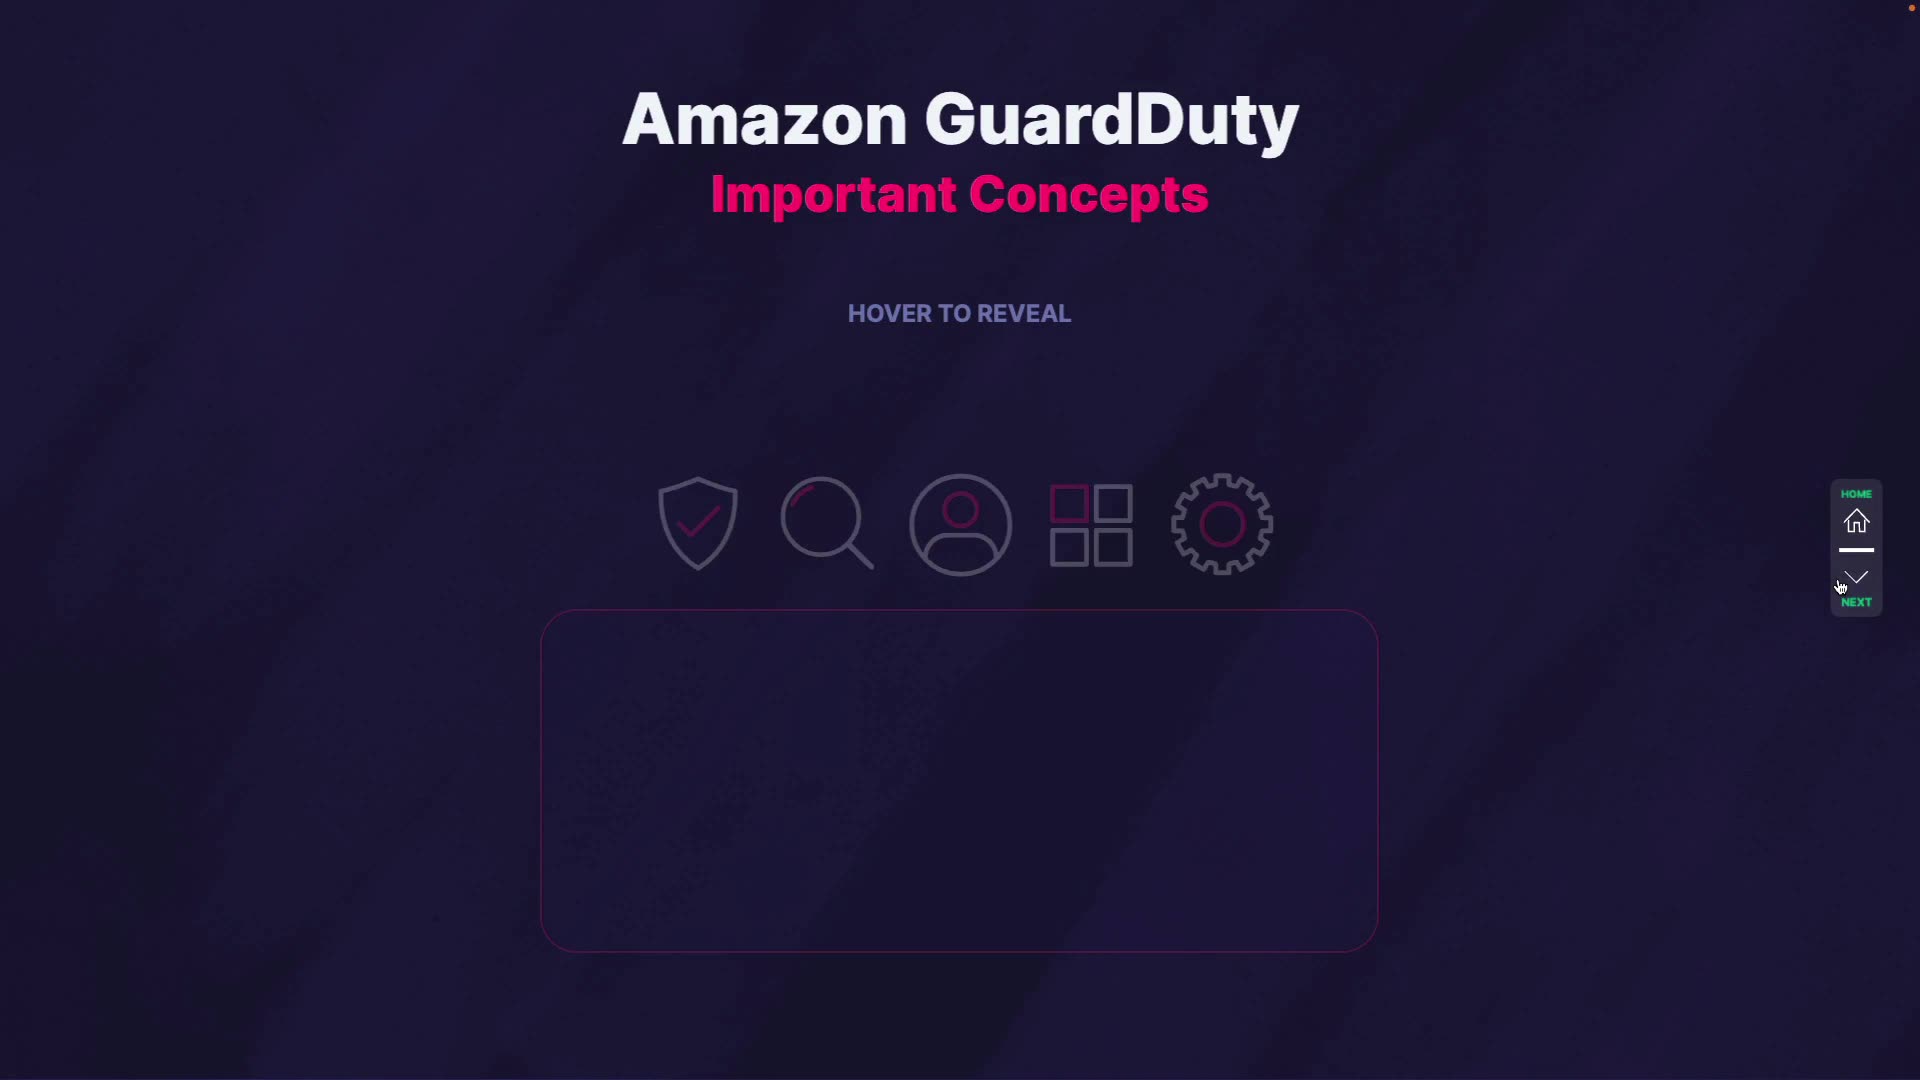 Amazon GuardDuty
Important Concepts
HOVER TO REVEAL
HOME
NEXT